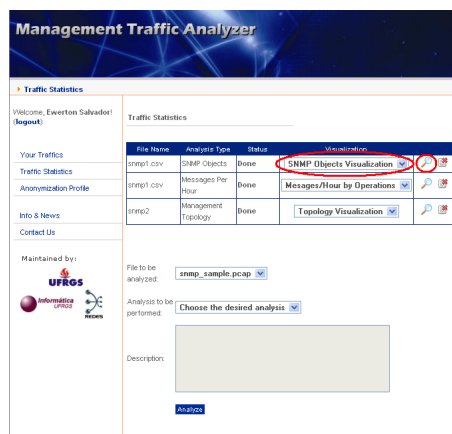 Management Traffic Analyzer
Traffic Statistics
Welcome, Ewerton Salvador!
(logout)
Your Traffics
Traffic Statistics
Anonymization Profile
Info & News
Contact Us
Maintained by:
UFRGS
Informática
UFRGS
REDES
Traffic Statistics
File Name Analysis Type Status Visualization
snmp1.csv SNMP Objects Done SNMP Objects Visualization
snmp1.csv Messages Per Hour Done Mesages/Hour by Operations
snmp2 Management Topology Done Topology Visualization
File to be analyzed: snmp_sample.pcap
Analysis to be performed: Choose the desired analysis
Description:
Analyze